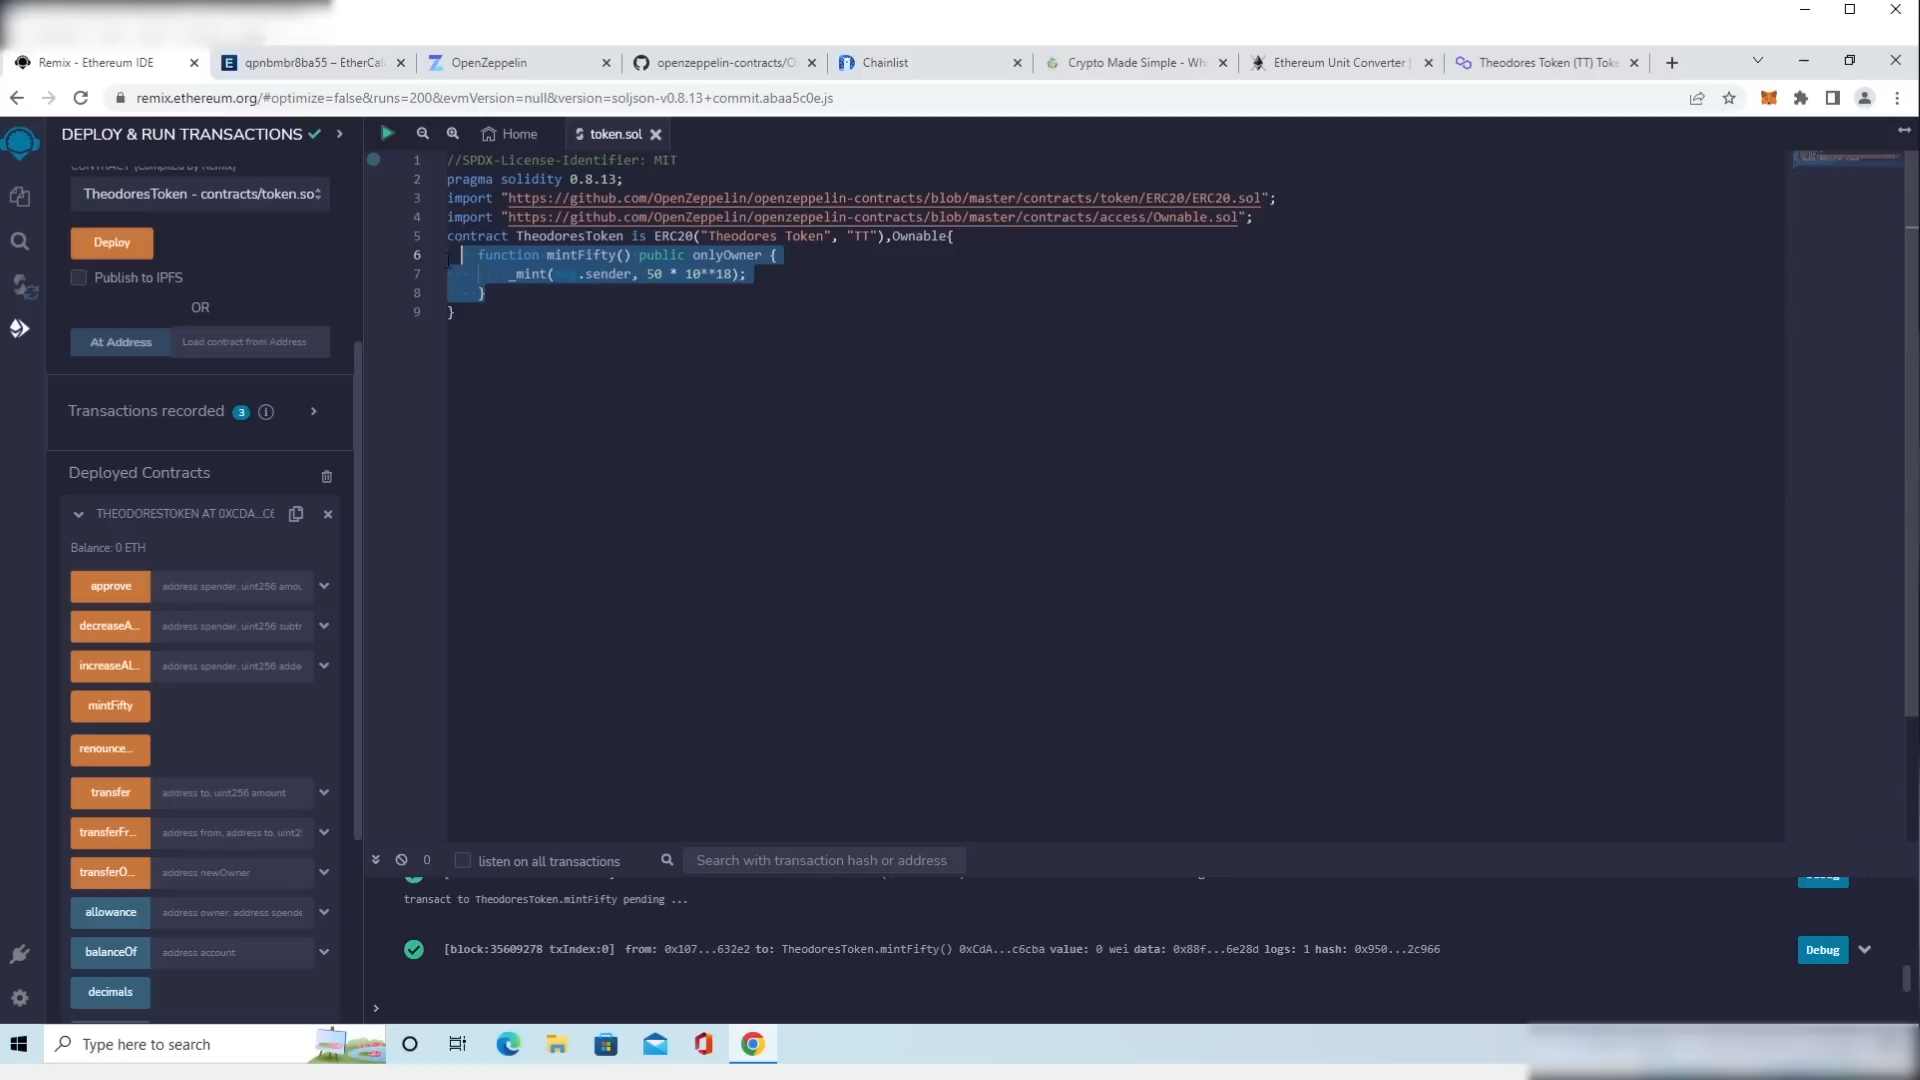 Remix - Ethereum IDE
qpnbmbr8ba55 – EtherCal
OpenZeppelin
openzeppelin-contracts/O
Chainlist
Crypto Made Simple - Wh
Ethereum Unit Converter |
Theodores Token (TT) Toke
remix.ethereum.org/#optimize=false&runs=200&evmVersion=null&version=soljson-v0.8.13+commit.abaa5c0e.js
DEPLOY & RUN TRANSACTIONS
Home
token.sol
CONTRACT (Compiled by Remix)
TheodoresToken - contracts/token.so
Deploy
Publish to IPFS
OR
At Address
Load contract from Address
Transactions recorded 3
Deployed Contracts
THEODORESTOKEN AT 0XCDA...C6
Balance: 0 ETH
approve address spender, uint256 amou
decreaseA... address spender, uint256 subtr
increaseAl... address spender, uint256 adde
mintFifty
renounce...
transfer address to, uint256 amount
transferFr... address from, address to, uint2
transferO... address newOwner
allowance address owner, address spende
balanceOf address account
decimals
1 //SPDX-License-Identifier: MIT
2 pragma solidity 0.8.13;
3 import "https://github.com/OpenZeppelin/openzeppelin-contracts/blob/master/contracts/token/ERC20/ERC20.sol";
4 import "https://github.com/OpenZeppelin/openzeppelin-contracts/blob/master/contracts/access/Ownable.sol";
5 contract TheodoresToken is ERC20("Theodores Token", "TT"),Ownable{
6 function mintFifty() public onlyOwner {
7 _mint(msg.sender, 50 * 10**18);
8 }
9 }
0
listen on all transactions
Search with transaction hash or address
transact to TheodoresToken.mintFifty pending ...
[block:35609278 txIndex:0] from: 0x107...632e2 to: TheodoresToken.mintFifty() 0xCdA...c6cba value: 0 wei data: 0x88f...6e28d logs: 1 hash: 0x950...2c966
Debug
>
Type here to search